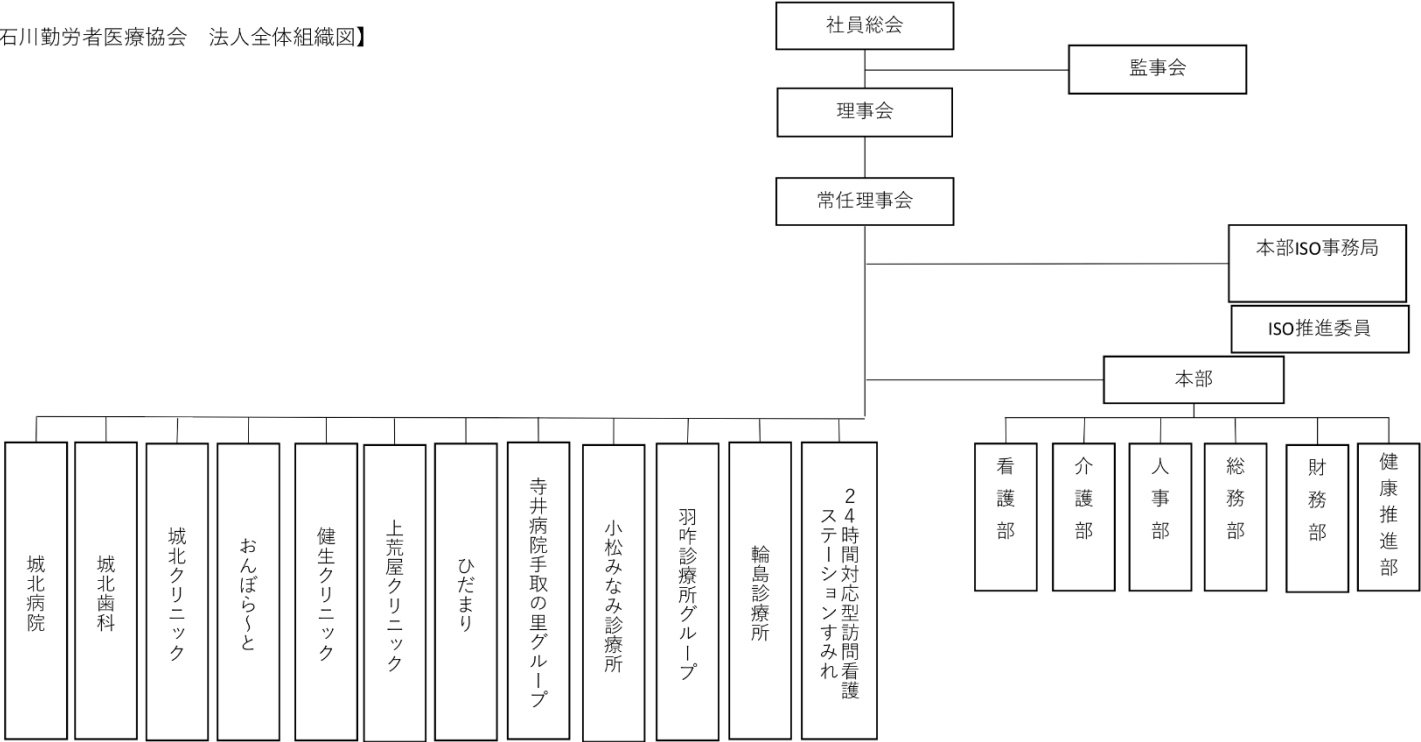 石川勤労者医療協会　法人全体組織図】
社員総会
監事会
理事会
常任理事会
本部ISO事務局
ISO推進委員
本部
看護部
介護部
人事部
総務部
財務部
健康推進部
城北病院
城北歯科
城北クリニック
おんぼら～と
健生クリニック
上荒屋クリニック
ひだまり
寺井病院手取の里グループ
小松みなみ診療所
羽咋診療所グループ
輪島診療所
24時間対応型訪問看護
ステーションすみれ